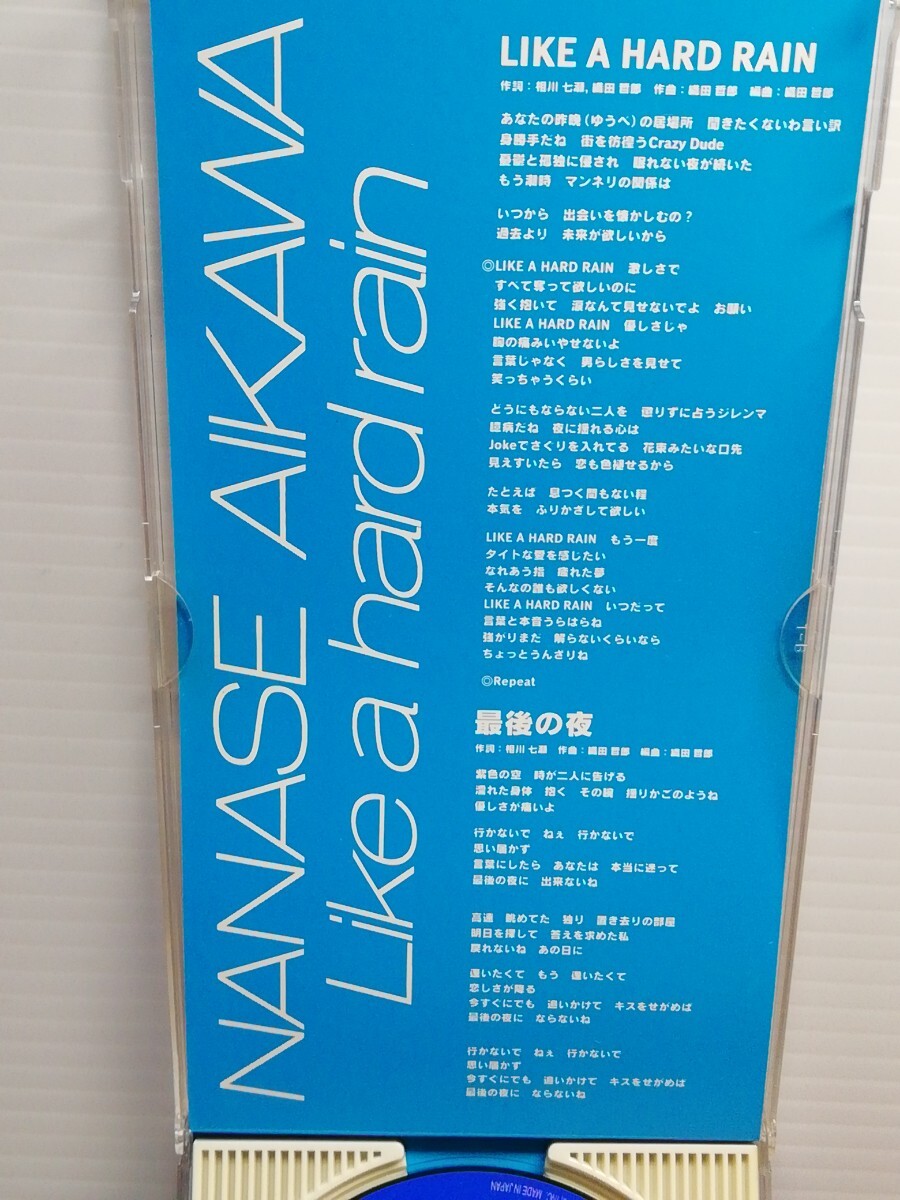 NANASE AIKAWA
Like a hard rain
LIKE A HARD RAIN
作詞：相川 七瀬, 織田 哲郎　作曲：織田 哲郎　編曲：織田 哲郎
あなたの昨晩(ゆうべ)の居場所　聞きたくないわ言い訳
身勝手だね　街を彷徨うCrazy Dude
憂鬱と孤独に侵され　眠れない夜が続いた
もう潮時　マンネリの関係は
いつから　出会いを懐かしむの？
過去より　未来が欲しいから
◎LIKE A HARD RAIN　激しさで
すべて奪って欲しいのに
強く抱いて　涙なんて見せないでよ　お願い
LIKE A HARD RAIN　優しさじゃ
胸の痛みいやせないよ
言葉じゃなく　男らしさを見せて
笑っちゃうくらい
どうにもならない二人を　懲りずに占うジレンマ
臆病だね　夜に揺れる心は
Jokeでさぐりを入れてる　花束みたいな口先
見えすいたら　恋も色褪せるから
たとえば　息つく間もない程
本気を　ふりかざして欲しい
LIKE A HARD RAIN　もう一度
タイトな愛を感じたい
なれあう指　疲れた夢
そんなの誰も欲しくない
LIKE A HARD RAIN　いつだって
言葉と本音うらはらね
強がりまだ　解らないくらいなら
ちょっとうんざりね
◎Repeat
最後の夜
作詞：相川 七瀬　作曲：織田 哲郎　編曲：織田 哲郎
紫色の空　時が二人に告げる
濡れた身体　抱く　その腕　揺りかごのようね
優しさが痛いよ
行かないで　ねぇ　行かないで
思い届かず
言葉にしたら　あなたは　本当に迷って
最後の夜に　出来ないね
高速　眺めてた　独り　置き去りの部屋
明日を探して　答えを求めた私
戻れないね　あの日に
逢いたくて　もう　逢いたくて
恋しさが降る
今すぐにでも　追いかけて　キスをせがめば
最後の夜に　ならないね
行かないで　ねぇ　行かないで
思い届かず
今すぐにでも　追いかけて　キスをせがめば
最後の夜に　ならないね
INC. MADE IN JAPAN